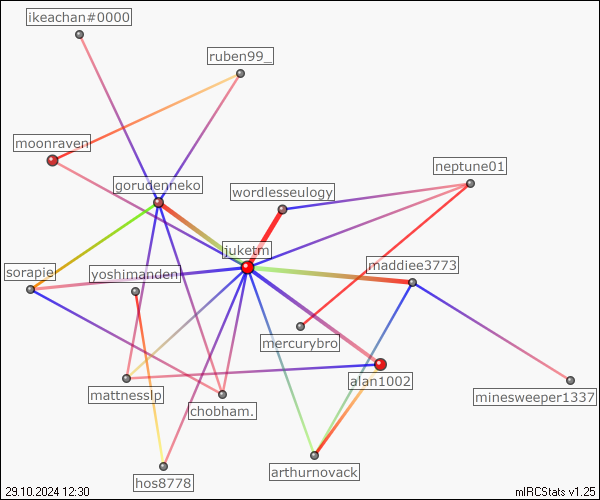 ikeachan#0000
ruben99_
moonraven
neptune01
gorudenneko
wordlesseulogy
juketm
maddiee3773
sorapie
yoshimanden
mercurybro
alan1002
mattnesslp
chobham.
minesweeper1337
arthurnovack
hos8778
29.10.2024 12:30
mIRCStats v1.25